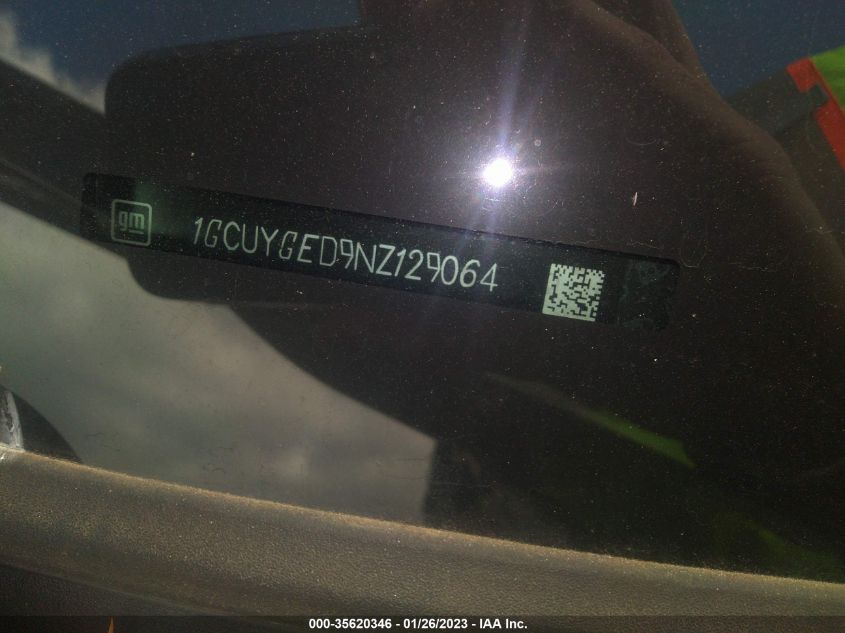 gm
1GCUYGED9NZ129064
000-35620346 - 01/26/2023 - IAA Inc.